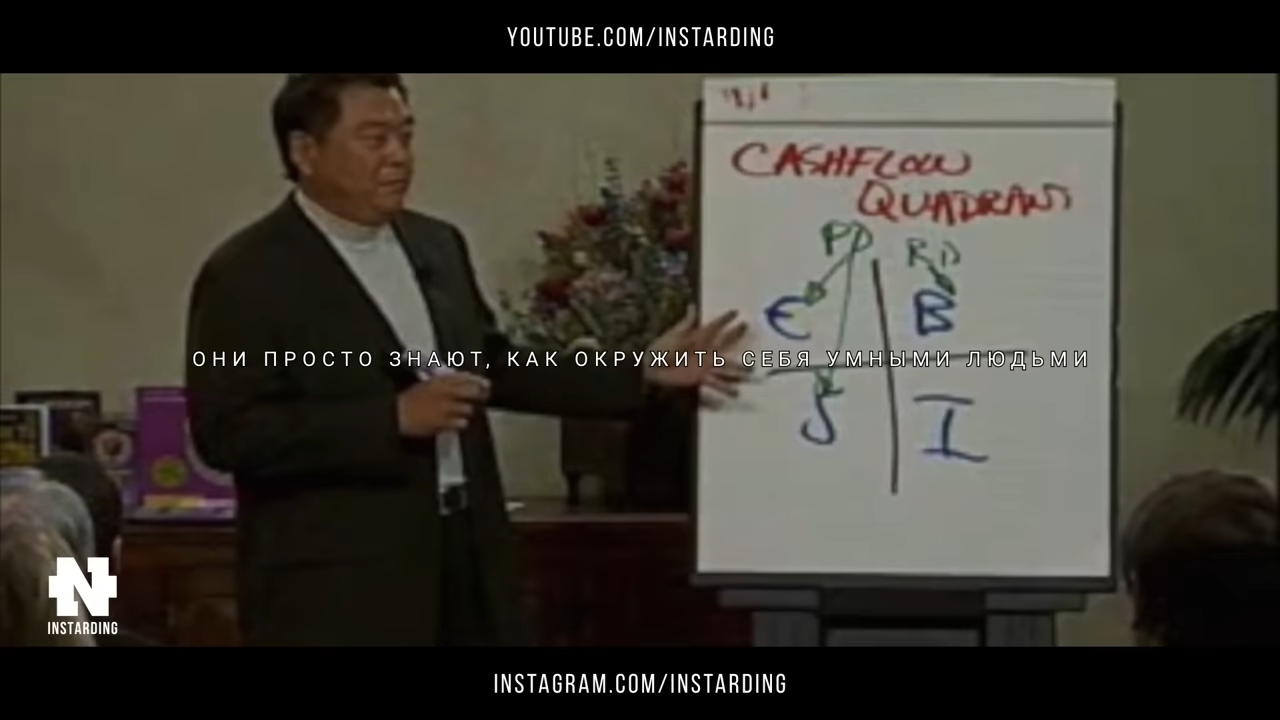 YOUTUBE.COM/INSTARDING
CASHFLOW
QUADRANT
PD RD
E B
ОНИ ПРОСТО ЗНАЮТ, КАК ОКРУЖИТЬ СЕБЯ УМНЫМИ ЛЮДЬМИ
S I
N
INSTARDING
INSTAGRAM.COM/INSTARDING